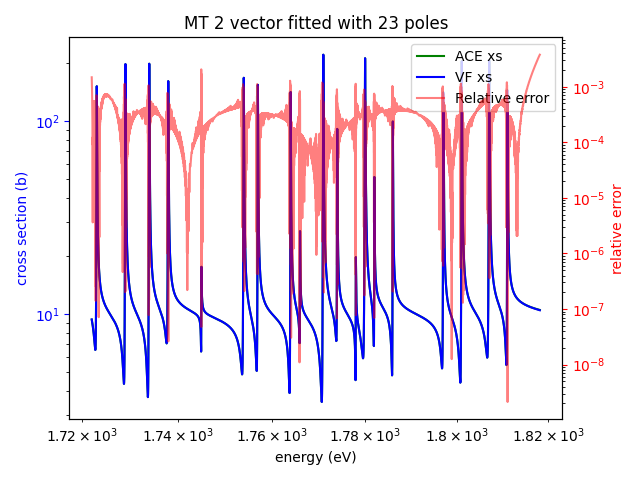 MT 2 vector fitted with 23 poles
ACE xs
VF xs
Relative error
cross section (b)
10²
10¹
relative error
10⁻³
10⁻⁴
10⁻⁵
10⁻⁶
10⁻⁷
10⁻⁸
1.72 × 10³ 1.74 × 10³ 1.76 × 10³ 1.78 × 10³ 1.8 × 10³ 1.82 × 10³
energy (eV)